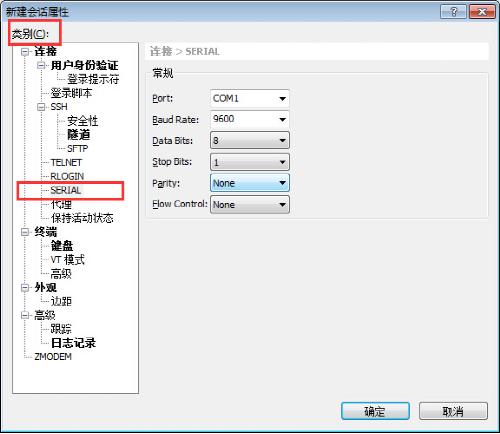 新建会话属性
类别(C):
连接
用户身份验证
登录提示符
登录脚本
SSH
安全性
隧道
SFTP
TELNET
RLOGIN
SERIAL
代理
保持活动状态
终端
键盘
VT 模式
高级
外观
边距
高级
跟踪
日志记录
ZMODEM
连接 > SERIAL
常规
Port: COM1
Baud Rate: 9600
Data Bits: 8
Stop Bits: 1
Parity: None
Flow Control: None
确定 取消